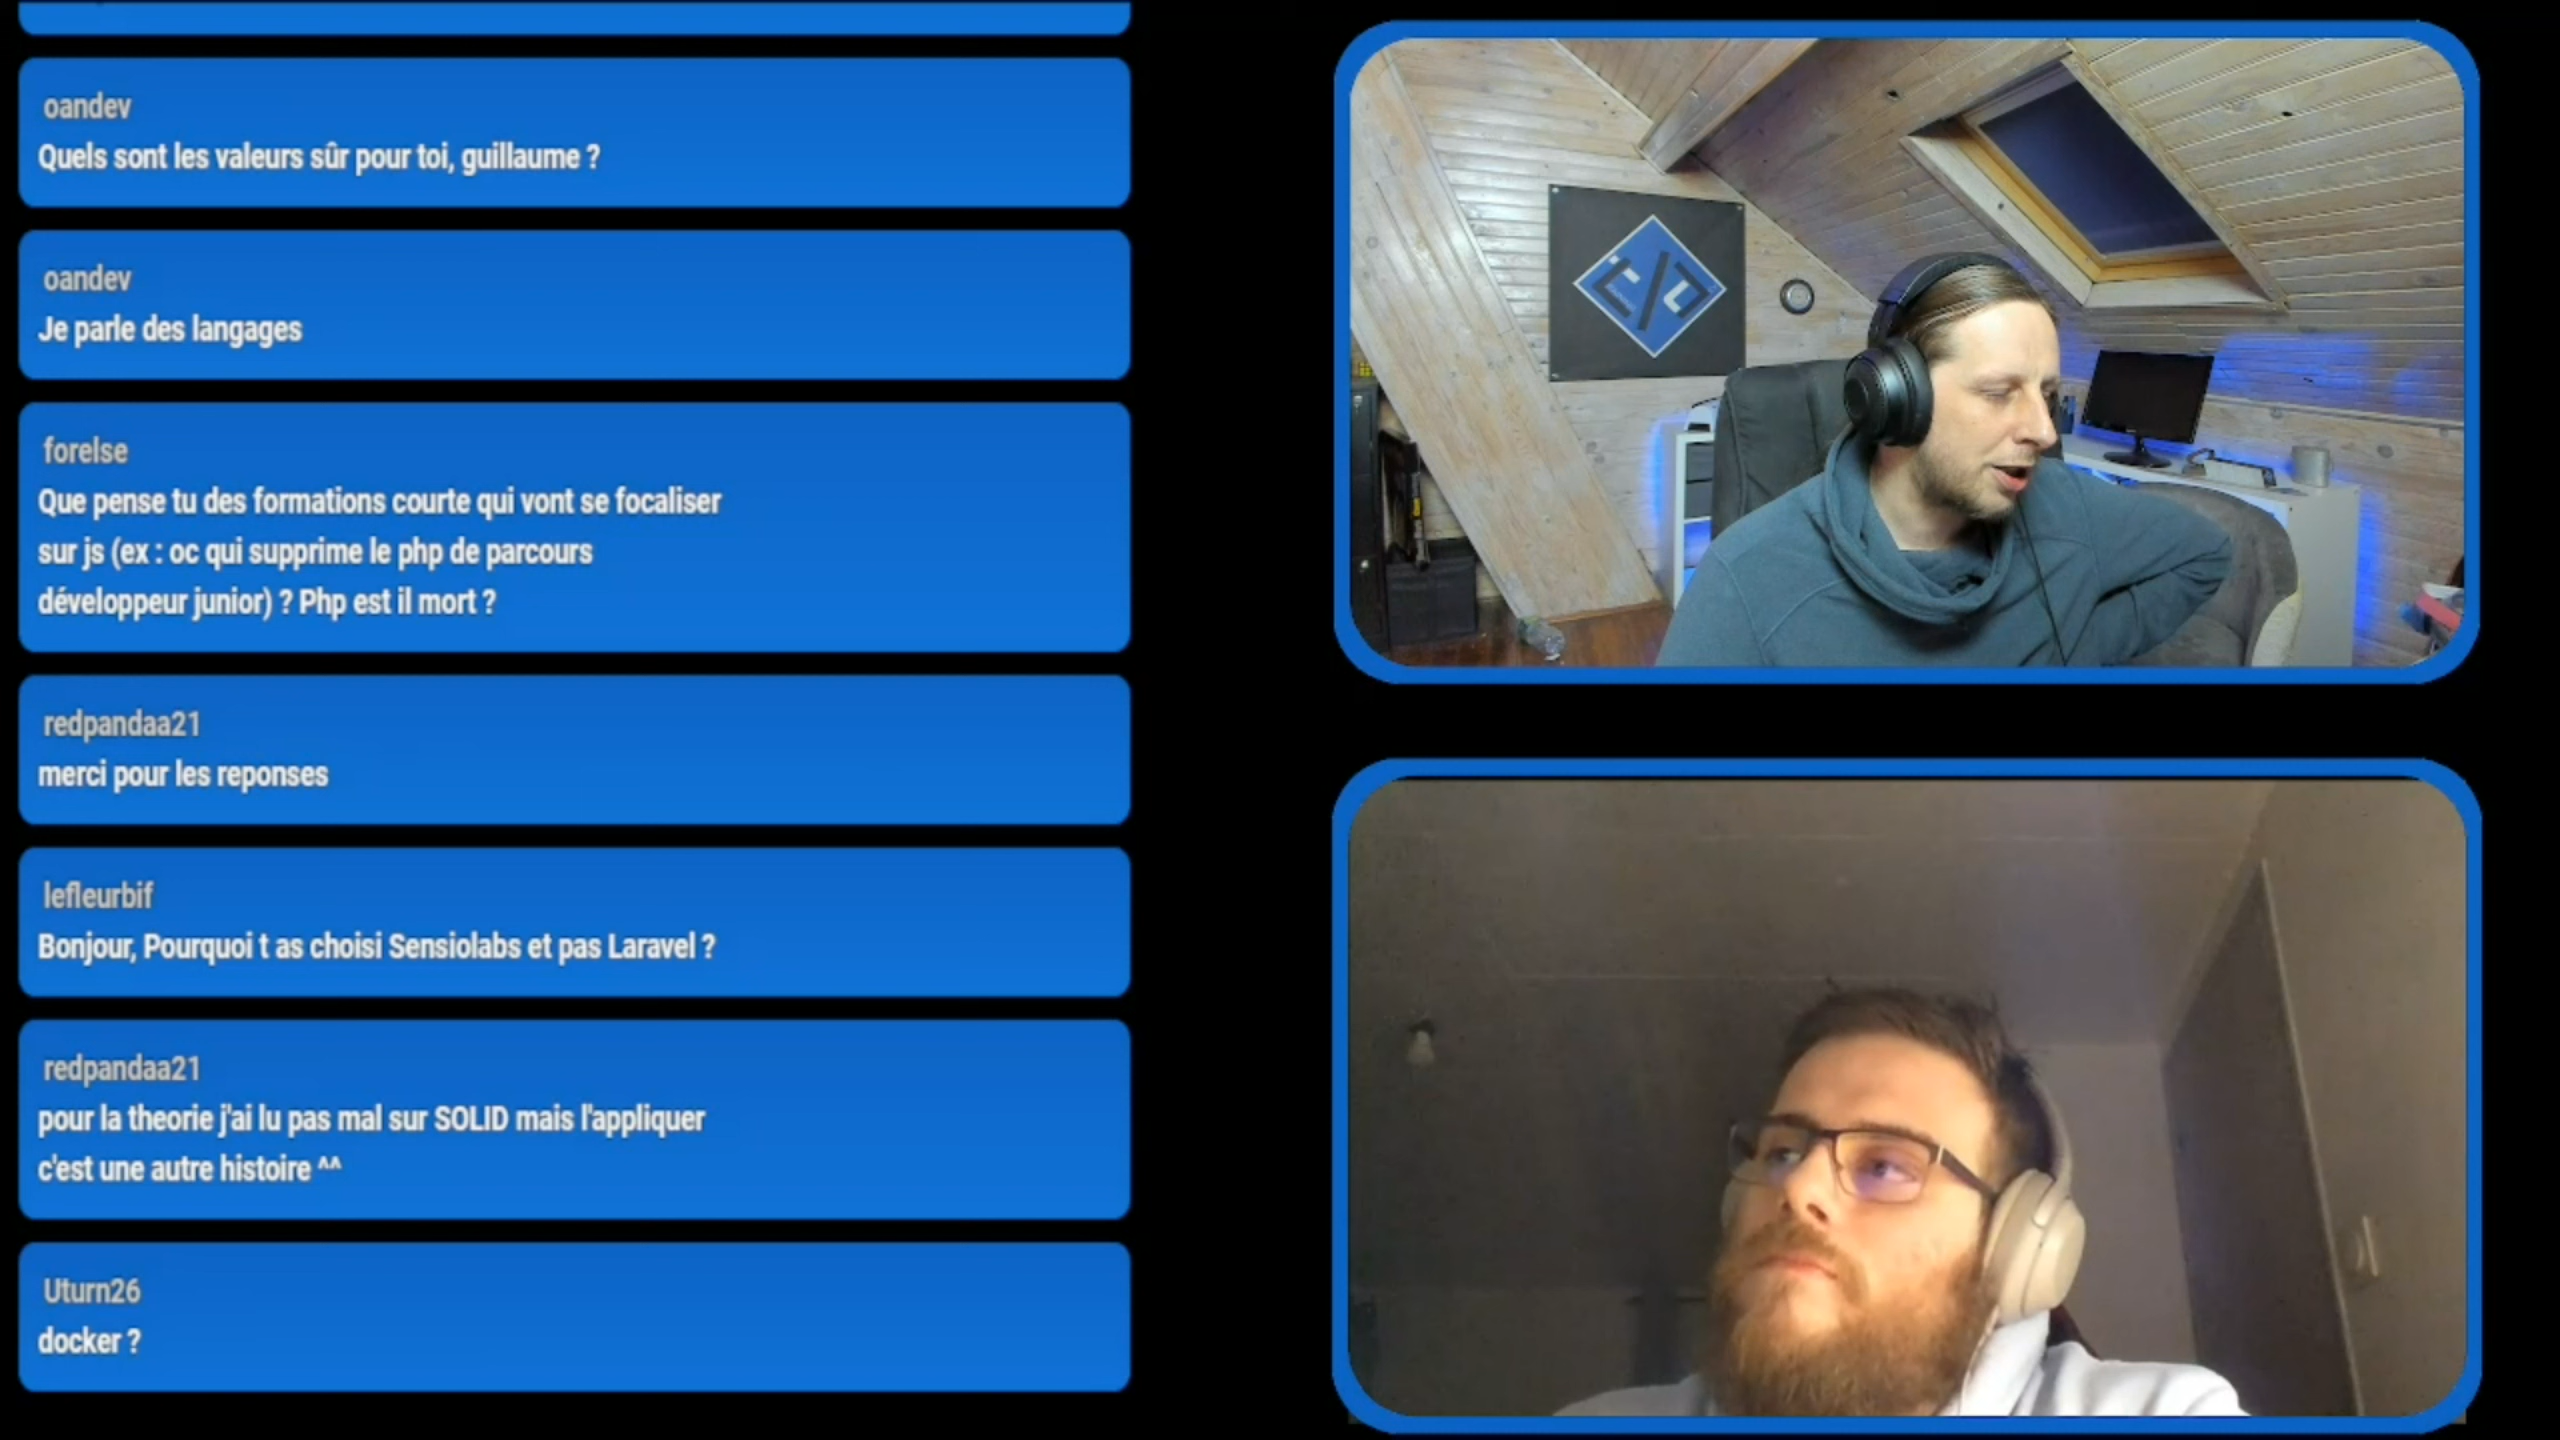 oandev
Quels sont les valeurs sûr pour toi, guillaume ?
oandev
Je parle des langages
forelse
Que pense tu des formations courte qui vont se focaliser
sur js (ex : oc qui supprime le php de parcours
développeur junior) ? Php est il mort ?
redpandaa21
merci pour les reponses
lefleurbif
Bonjour, Pourquoi t as choisi Sensiolabs et pas Laravel ?
redpandaa21
pour la theorie j'ai lu pas mal sur SOLID mais l'appliquer
c'est une autre histoire ^^
Uturn26
docker ?